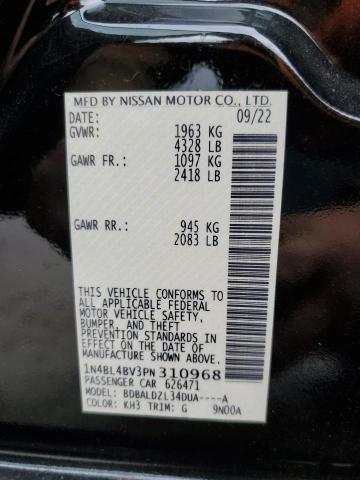 MFD BY NISSAN MOTOR CO., LTD.
DATE: 09/22
GVWR: 1963 KG
4328 LB
GAWR FR.: 1097 KG
2418 LB
GAWR RR.: 945 KG
2083 LB
THIS VEHICLE CONFORMS TO
ALL APPLICABLE FEDERAL
MOTOR VEHICLE SAFETY,
BUMPER, AND THEFT
PREVENTION STANDARDS IN
EFFECT ON THE DATE OF
MANUFACTURE SHOWN ABOVE.
1N4BL4BV3PN310968
PASSENGER CAR 626471
MODEL: BDBALDZL34DUA----A
COLOR: KH3 TRIM: G 9N00A